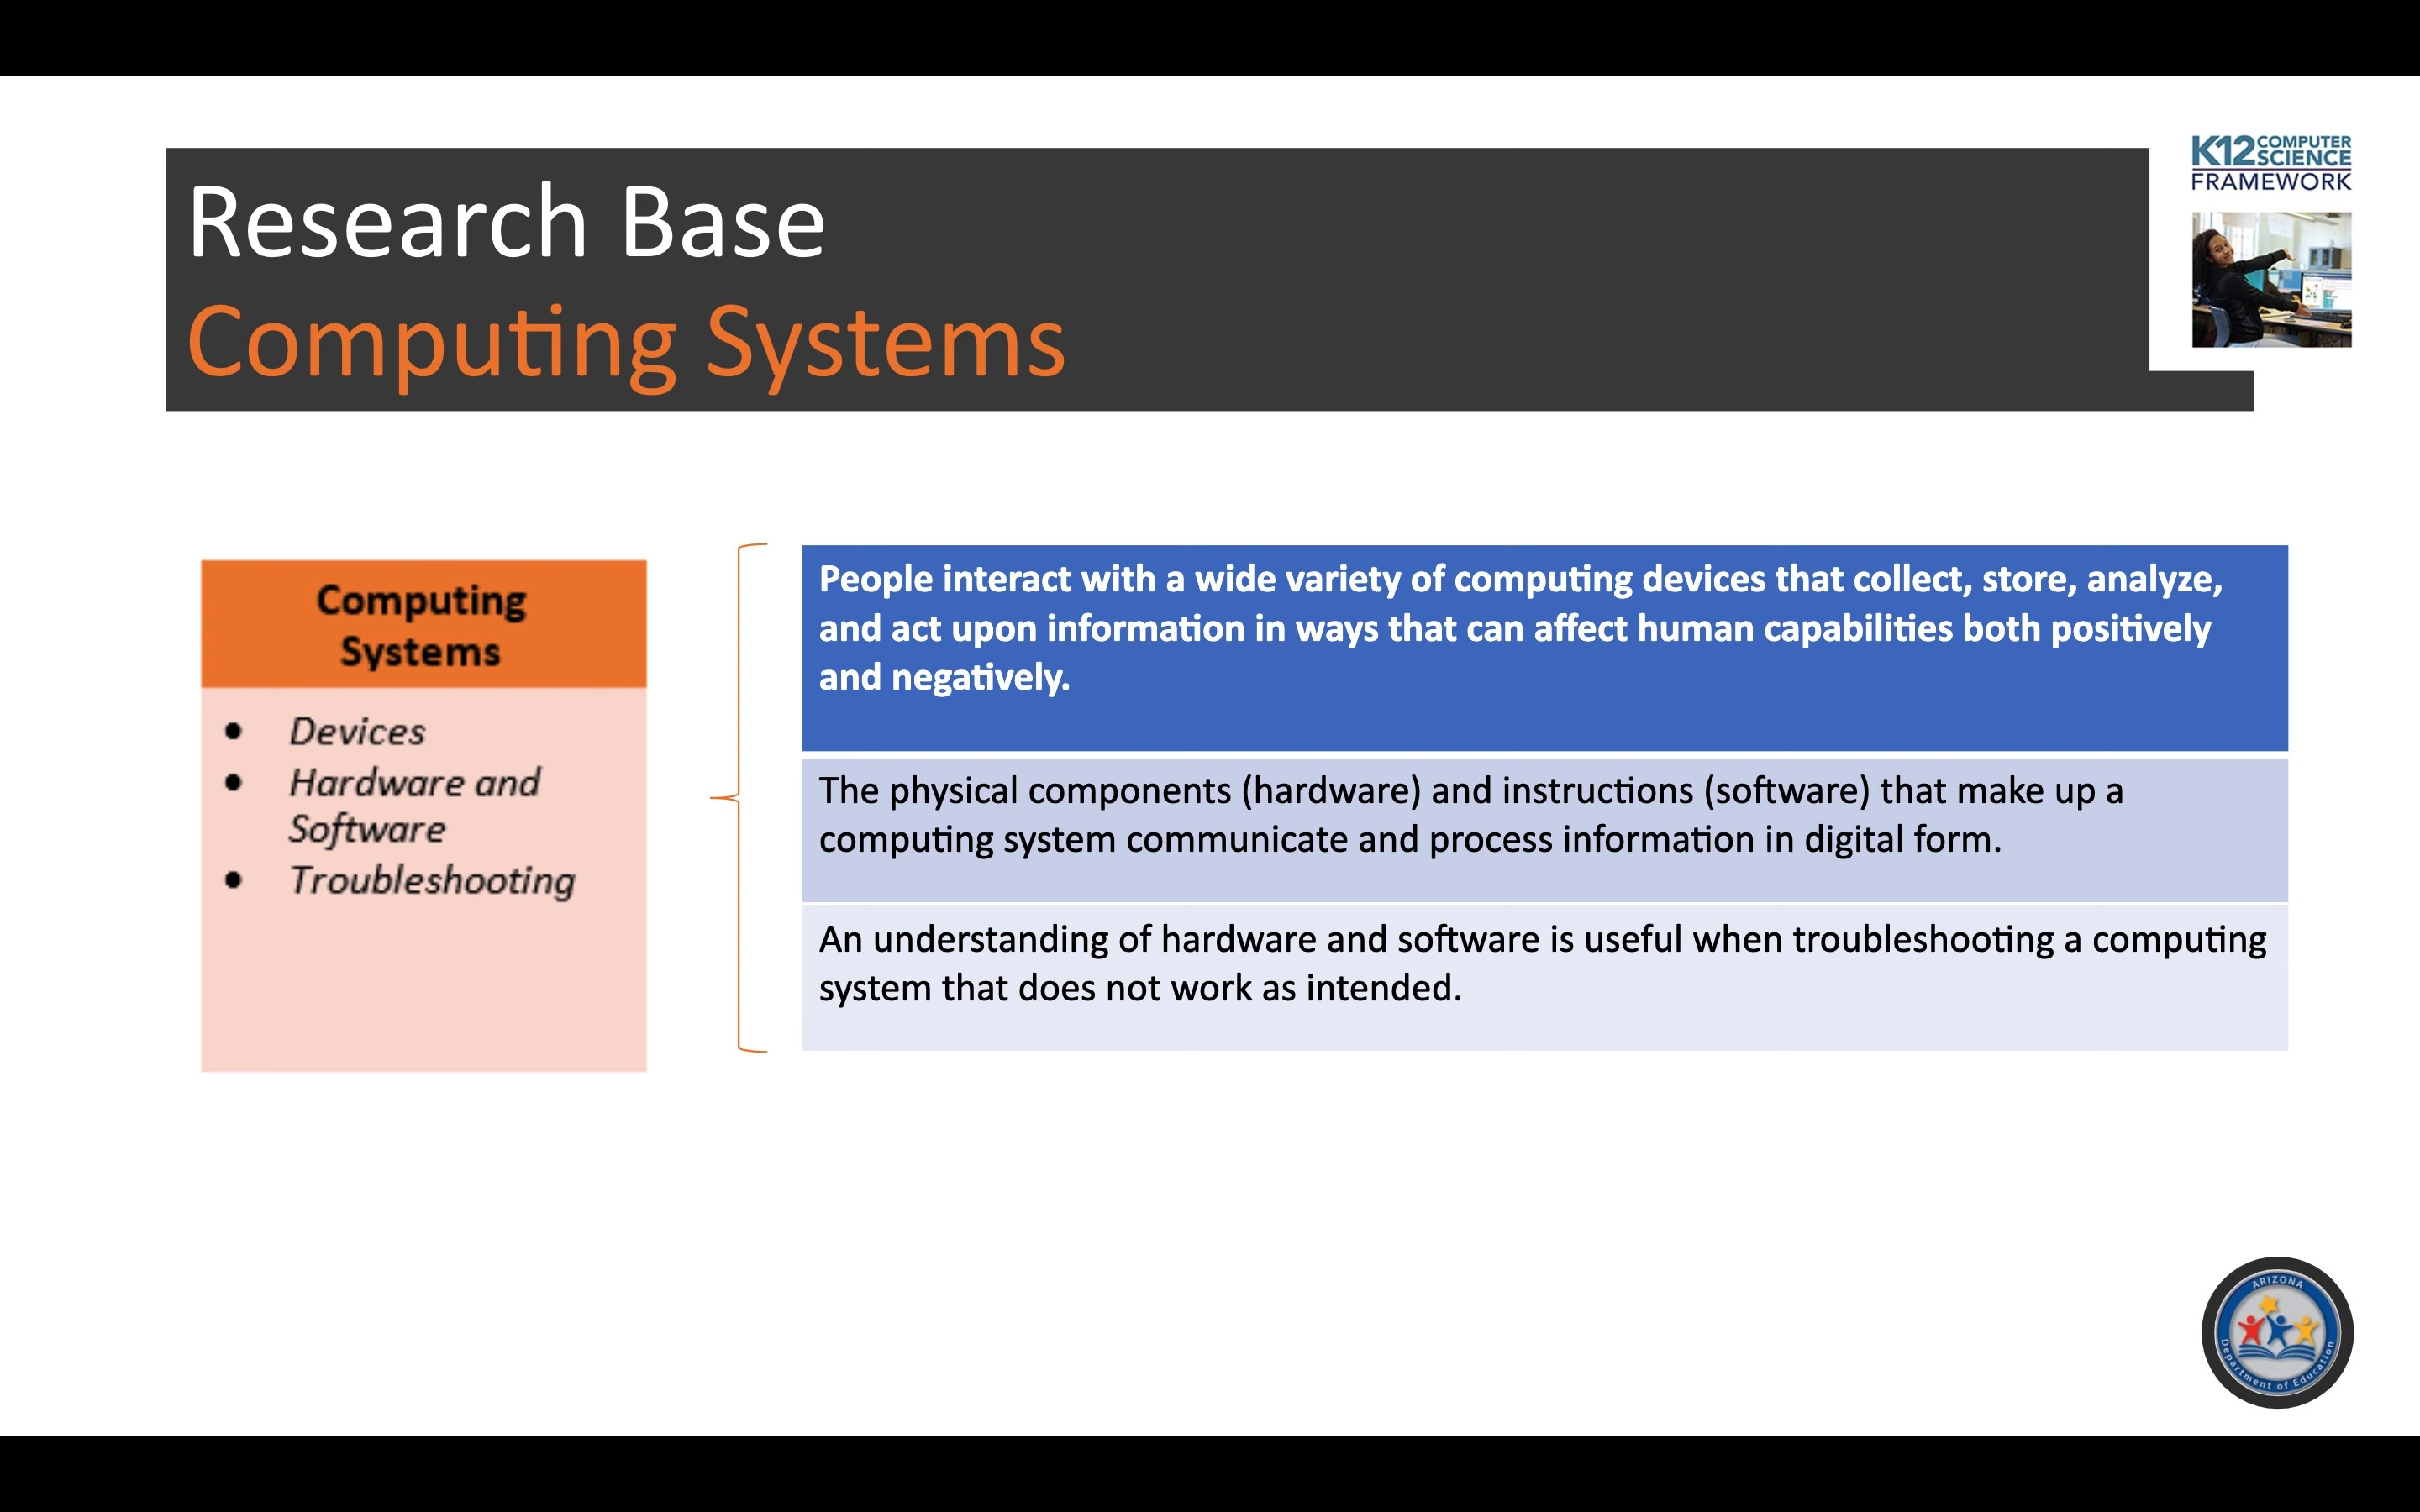 Research Base
Computing Systems
K12 COMPUTER SCIENCE
FRAMEWORK
Computing
Systems
• Devices
• Hardware and
Software
• Troubleshooting
People interact with a wide variety of computing devices that collect, store, analyze,
and act upon information in ways that can affect human capabilities both positively
and negatively.
The physical components (hardware) and instructions (software) that make up a
computing system communicate and process information in digital form.
An understanding of hardware and software is useful when troubleshooting a computing
system that does not work as intended.
ARIZONA
Department of Education